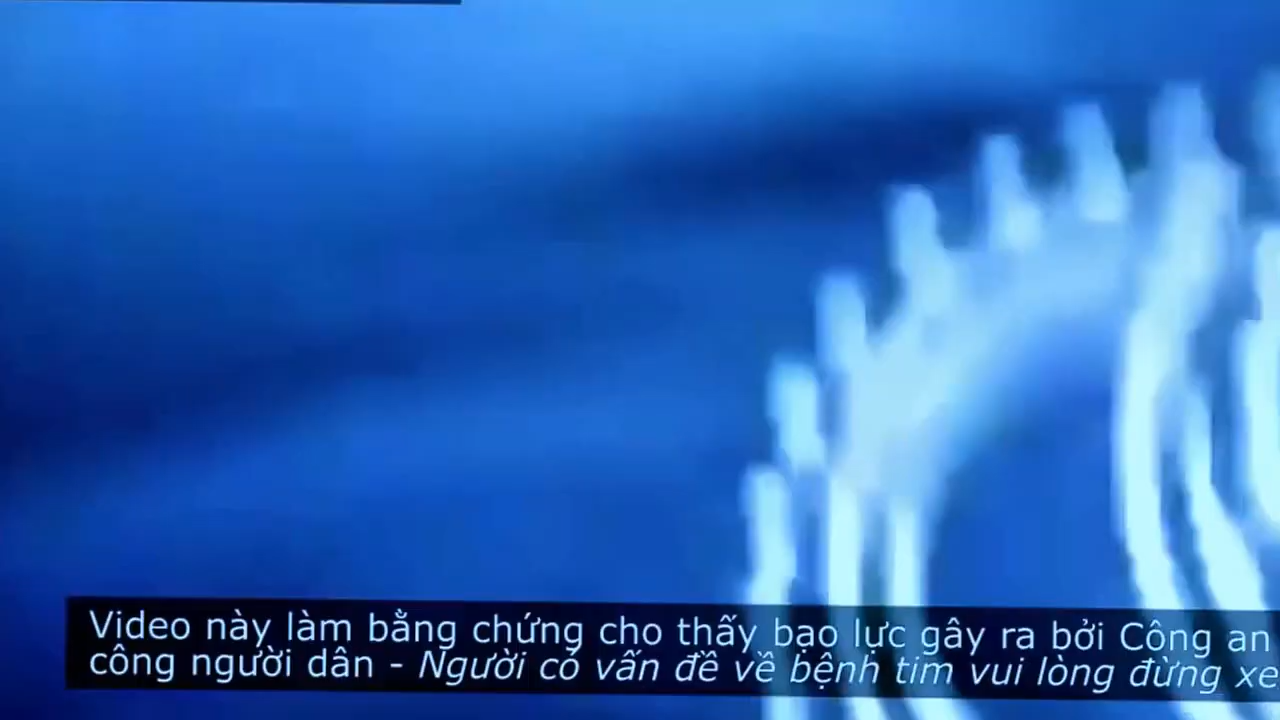 Video này làm bằng chứng cho thấy bạo lực gây ra bởi Công an
công người dân - Người có vấn đề về bệnh tim vui lòng đừng xe